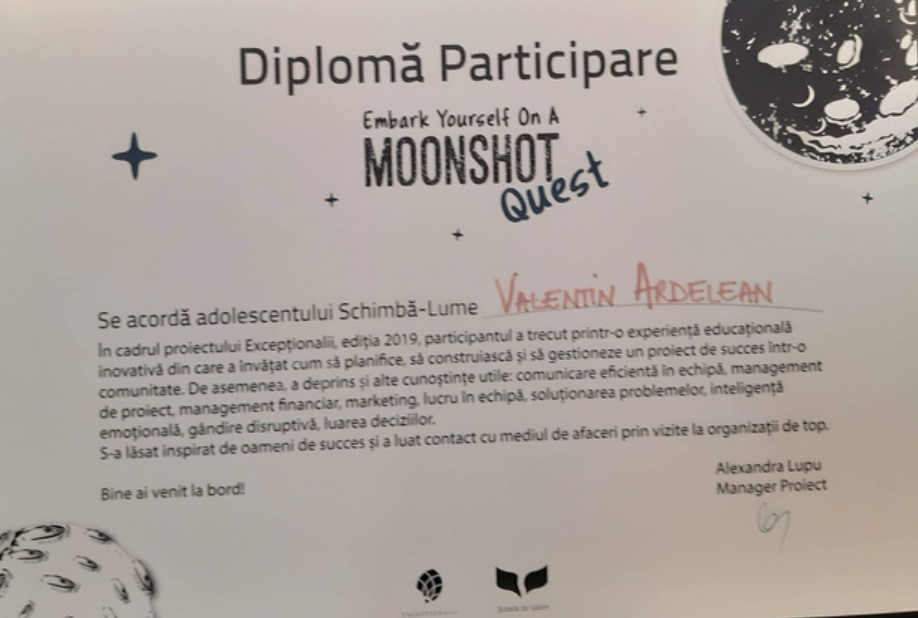 Diplomă Participare
Embark Yourself On A
MOONSHOT
Quest
Se acordă adolescentului Schimbă-Lume VALENTIN ARDELEAN
În cadrul proiectului Excepționalii, ediția 2019, participantul a trecut printr-o experiență educațională
inovativă din care a învățat cum să planifice, să construiască și să gestioneze un proiect de succes într-o
comunitate. De asemenea, a deprins și alte cunoștințe utile: comunicare eficientă în echipă, management
de proiect, management financiar, marketing, lucru în echipă, soluționarea problemelor, inteligență
emoțională, gândire disruptivă, luarea deciziilor.
S-a lăsat inspirat de oameni de succes și a luat contact cu mediul de afaceri prin vizite la organizații de top.
Bine ai venit la bord!
Alexandra Lupu
Manager Proiect
Școala de Valori